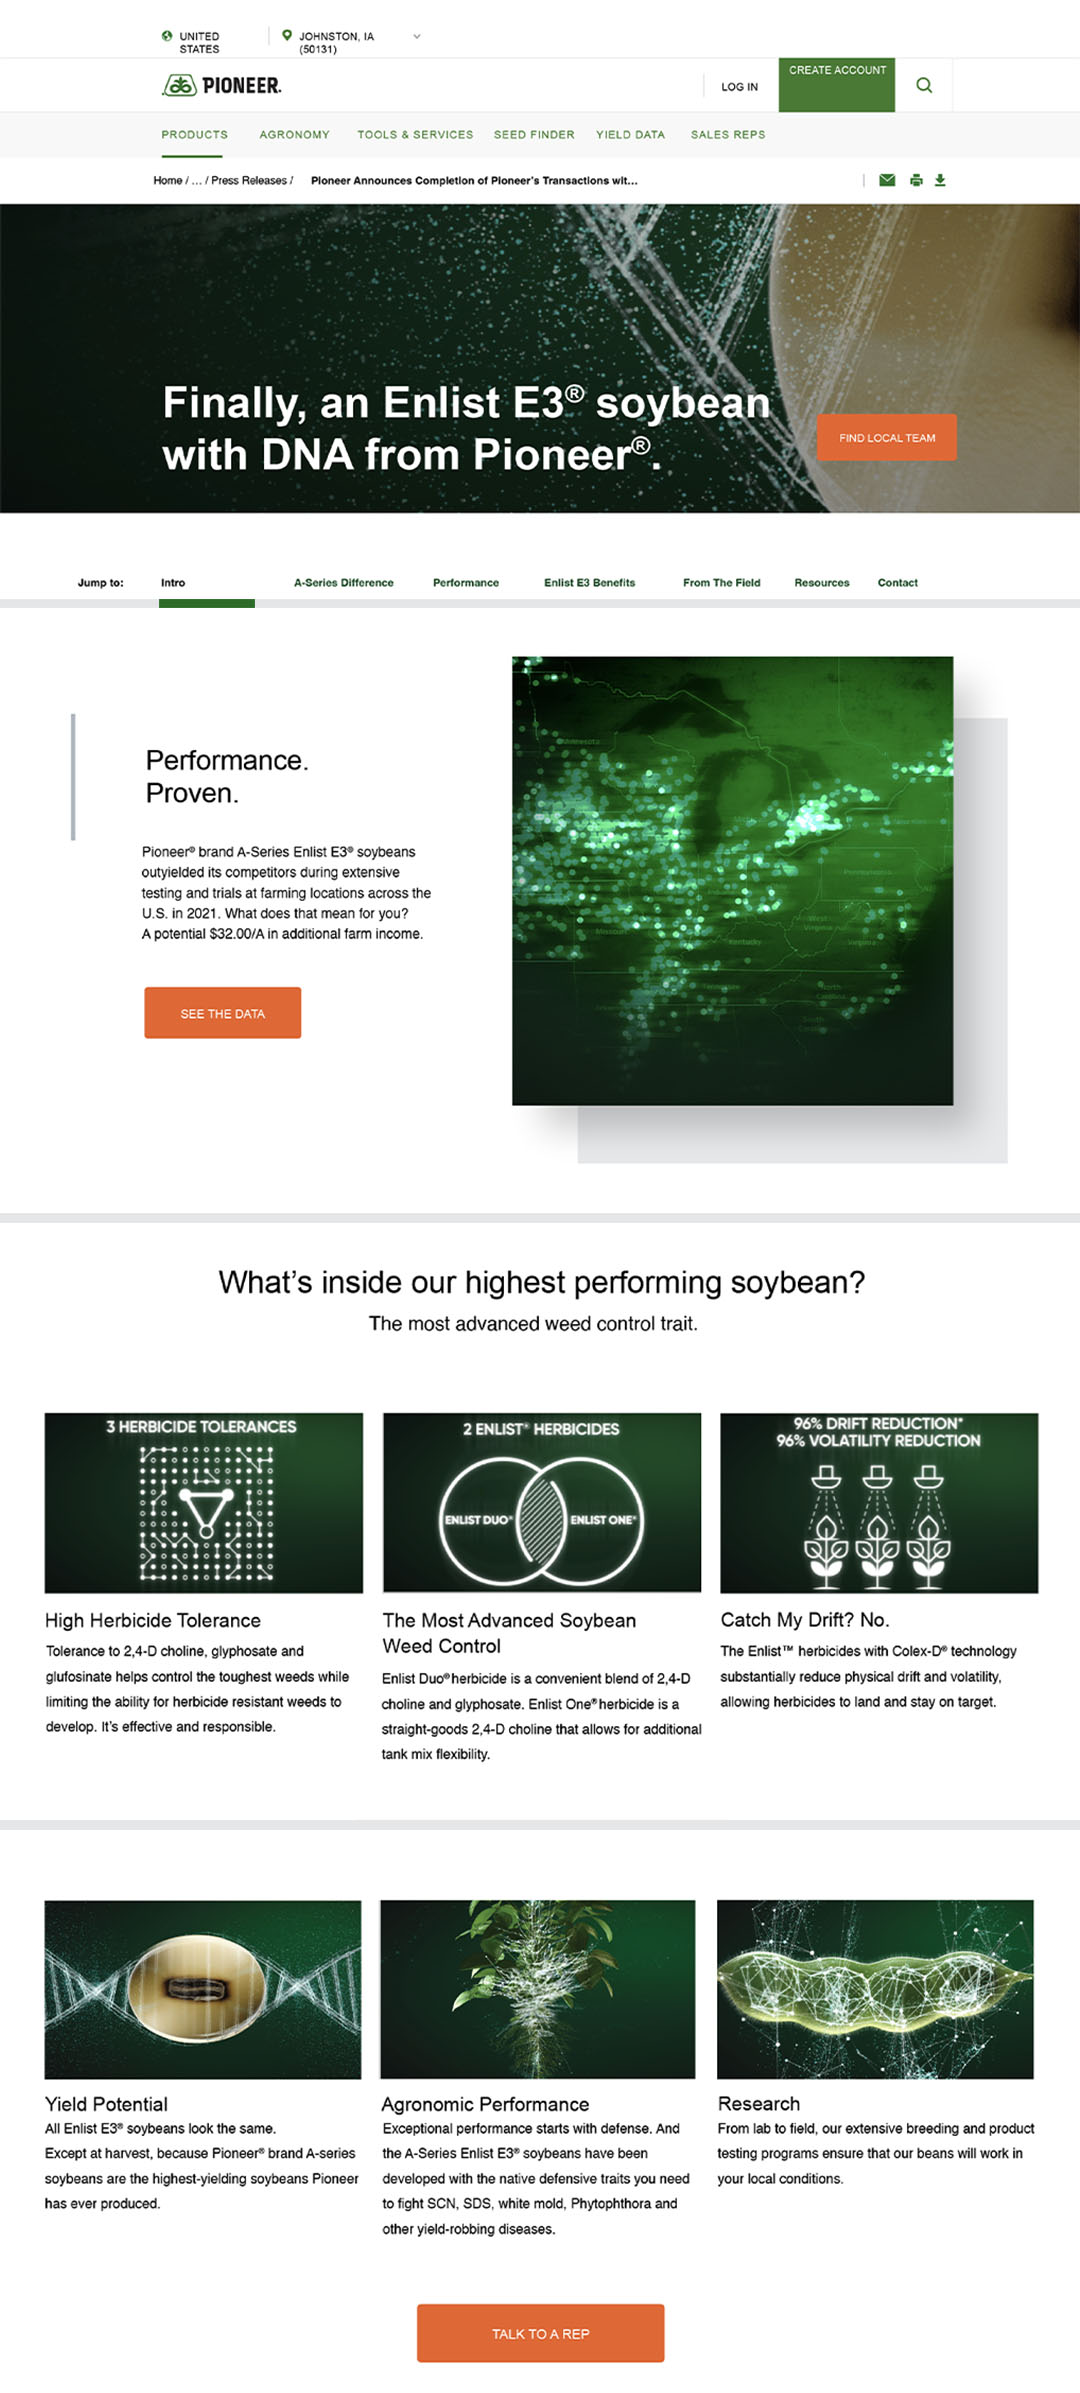 UNITED
STATES
JOHNSTON, IA
(50131)
PIONEER.
LOG IN
CREATE ACCOUNT
PRODUCTS
AGRONOMY
TOOLS & SERVICES
SEED FINDER
YIELD DATA
SALES REPS
Home / ... / Press Releases /
Pioneer Announces Completion of Pioneer's Transactions wit...
Finally, an Enlist E3® soybean
with DNA from Pioneer®.
FIND LOCAL TEAM
Jump to:
Intro
A-Series Difference
Performance
Enlist E3 Benefits
From The Field
Resources
Contact
Performance.
Proven.
Pioneer® brand A-Series Enlist E3® soybeans
outyielded its competitors during extensive
testing and trials at farming locations across the
U.S. in 2021. What does that mean for you?
A potential $32.00/A in additional farm income.
SEE THE DATA
Minnesota
Pennsylvania
West
Virginia
Virginia
Missouri
Kentucky
Tennessee
North
Carolina
South
What's inside our highest performing soybean?
The most advanced weed control trait.
3 HERBICIDE TOLERANCES
High Herbicide Tolerance
Tolerance to 2,4-D choline, glyphosate and
glufosinate helps control the toughest weeds while
limiting the ability for herbicide resistant weeds to
develop. It's effective and responsible.
2 ENLIST® HERBICIDES
ENLIST DUO®
ENLIST ONE®
The Most Advanced Soybean
Weed Control
Enlist Duo® herbicide is a convenient blend of 2,4-D
choline and glyphosate. Enlist One® herbicide is a
straight-goods 2,4-D choline that allows for additional
tank mix flexibility.
96% DRIFT REDUCTION*
96% VOLATILITY REDUCTION
Catch My Drift? No.
The Enlist™ herbicides with Colex-D® technology
substantially reduce physical drift and volatility,
allowing herbicides to land and stay on target.
Yield Potential
All Enlist E3® soybeans look the same.
Except at harvest, because Pioneer® brand A-series
soybeans are the highest-yielding soybeans Pioneer
has ever produced.
Agronomic Performance
Exceptional performance starts with defense. And
the A-Series Enlist E3® soybeans have been
developed with the native defensive traits you need
to fight SCN, SDS, white mold, Phytophthora and
other yield-robbing diseases.
Research
From lab to field, our extensive breeding and product
testing programs ensure that our beans will work in
your local conditions.
TALK TO A REP